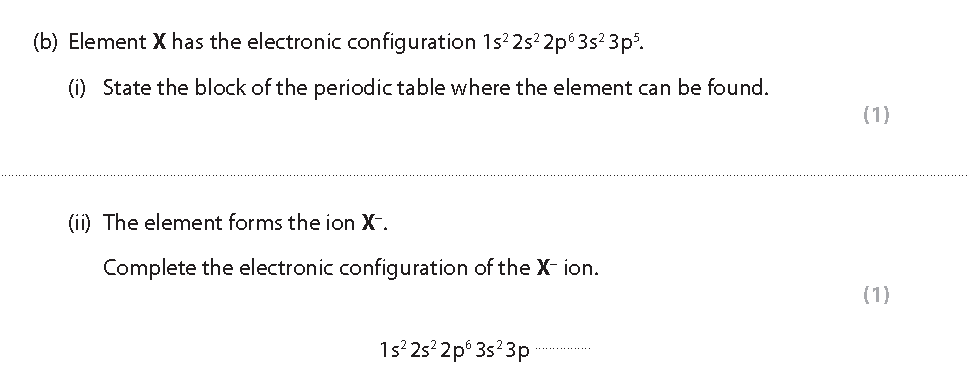 (b) Element X has the electronic configuration 1s² 2s² 2p⁶ 3s² 3p⁵.
(i) State the block of the periodic table where the element can be found.
(1)
(ii) The element forms the ion X⁻.
Complete the electronic configuration of the X⁻ ion.
(1)
1s² 2s² 2p⁶ 3s² 3p ................